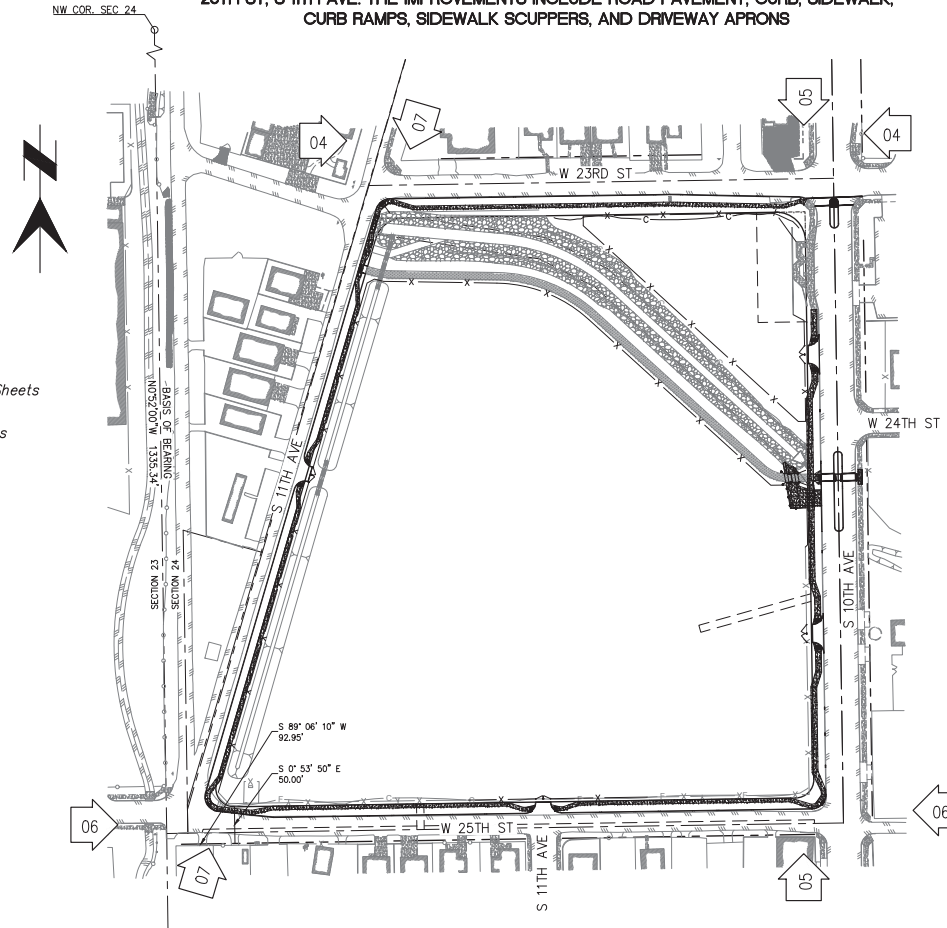 CURB RAMPS, SIDEWALK SCUPPERS, AND DRIVEWAY APRONS
NW COR. SEC 24
04
07
05
04
W 23RD ST
Sheets
s
BASIS OF BEARING
N0°52'00"W 1335.34'
S 11TH AVE
W 24TH ST
SECTION 23
SECTION 24
S 10TH AVE
S 89° 06' 10" W
92.95'
S 0° 53' 50" E
50.00'
06
W 25TH ST
06
07
S 11TH AVE
05